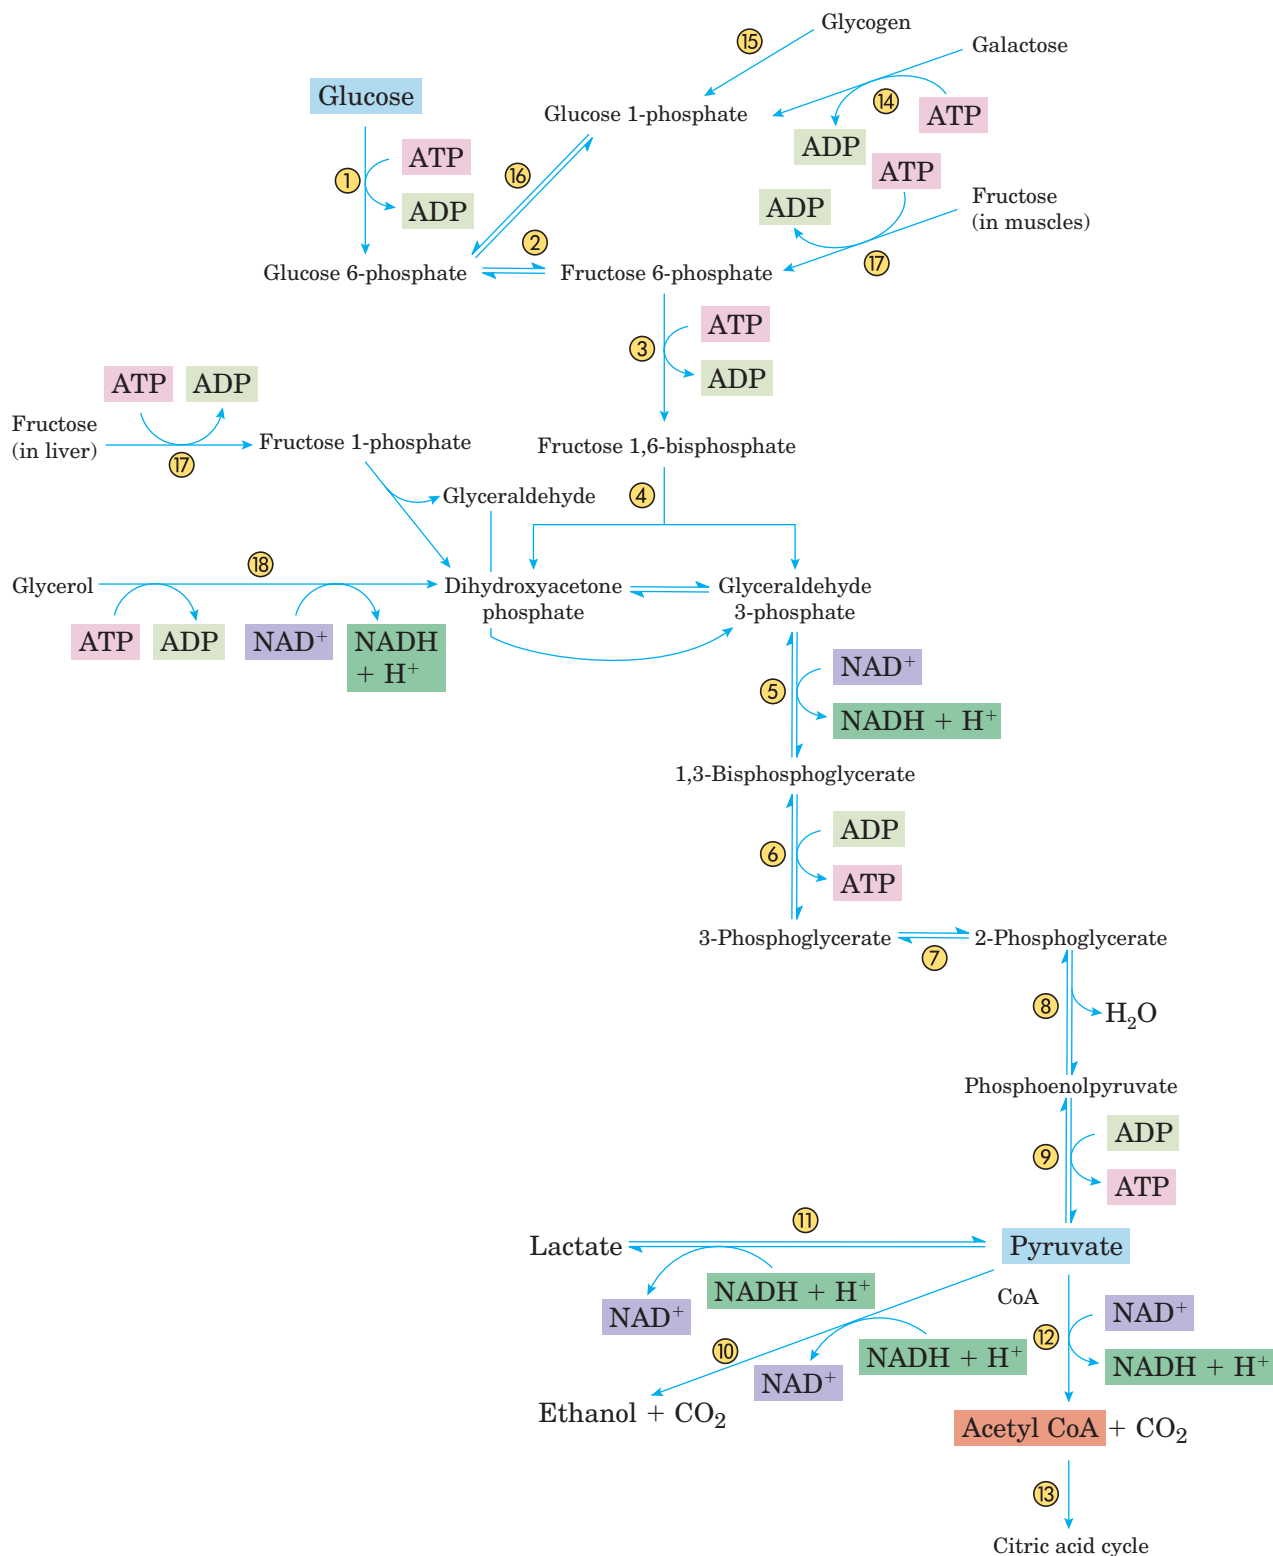 Glycogen
⑮
Galactose
Glucose
Glucose 1-phosphate
⑭
ATP
ADP
ATP
①
ADP
⑯
ATP
ADP
Fructose
(in muscles)
②
⑰
Glucose 6-phosphate
Fructose 6-phosphate
ATP
③
ADP
ATP
ADP
Fructose
(in liver)
⑰
Fructose 1-phosphate
Fructose 1,6-bisphosphate
Glyceraldehyde
④
⑱
Glycerol
Dihydroxyacetone
phosphate
Glyceraldehyde
3-phosphate
ATP
ADP
NAD⁺
NADH
+ H⁺
NAD⁺
⑤
NADH + H⁺
1,3-Bisphosphoglycerate
ADP
⑥
ATP
3-Phosphoglycerate
⑦
2-Phosphoglycerate
⑧
H₂O
Phosphoenolpyruvate
ADP
⑨
ATP
⑪
Lactate
Pyruvate
NADH + H⁺
NAD⁺
CoA
NAD⁺
⑫
NADH + H⁺
⑩
NADH + H⁺
NAD⁺
Ethanol + CO₂
Acetyl CoA + CO₂
⑬
Citric acid cycle